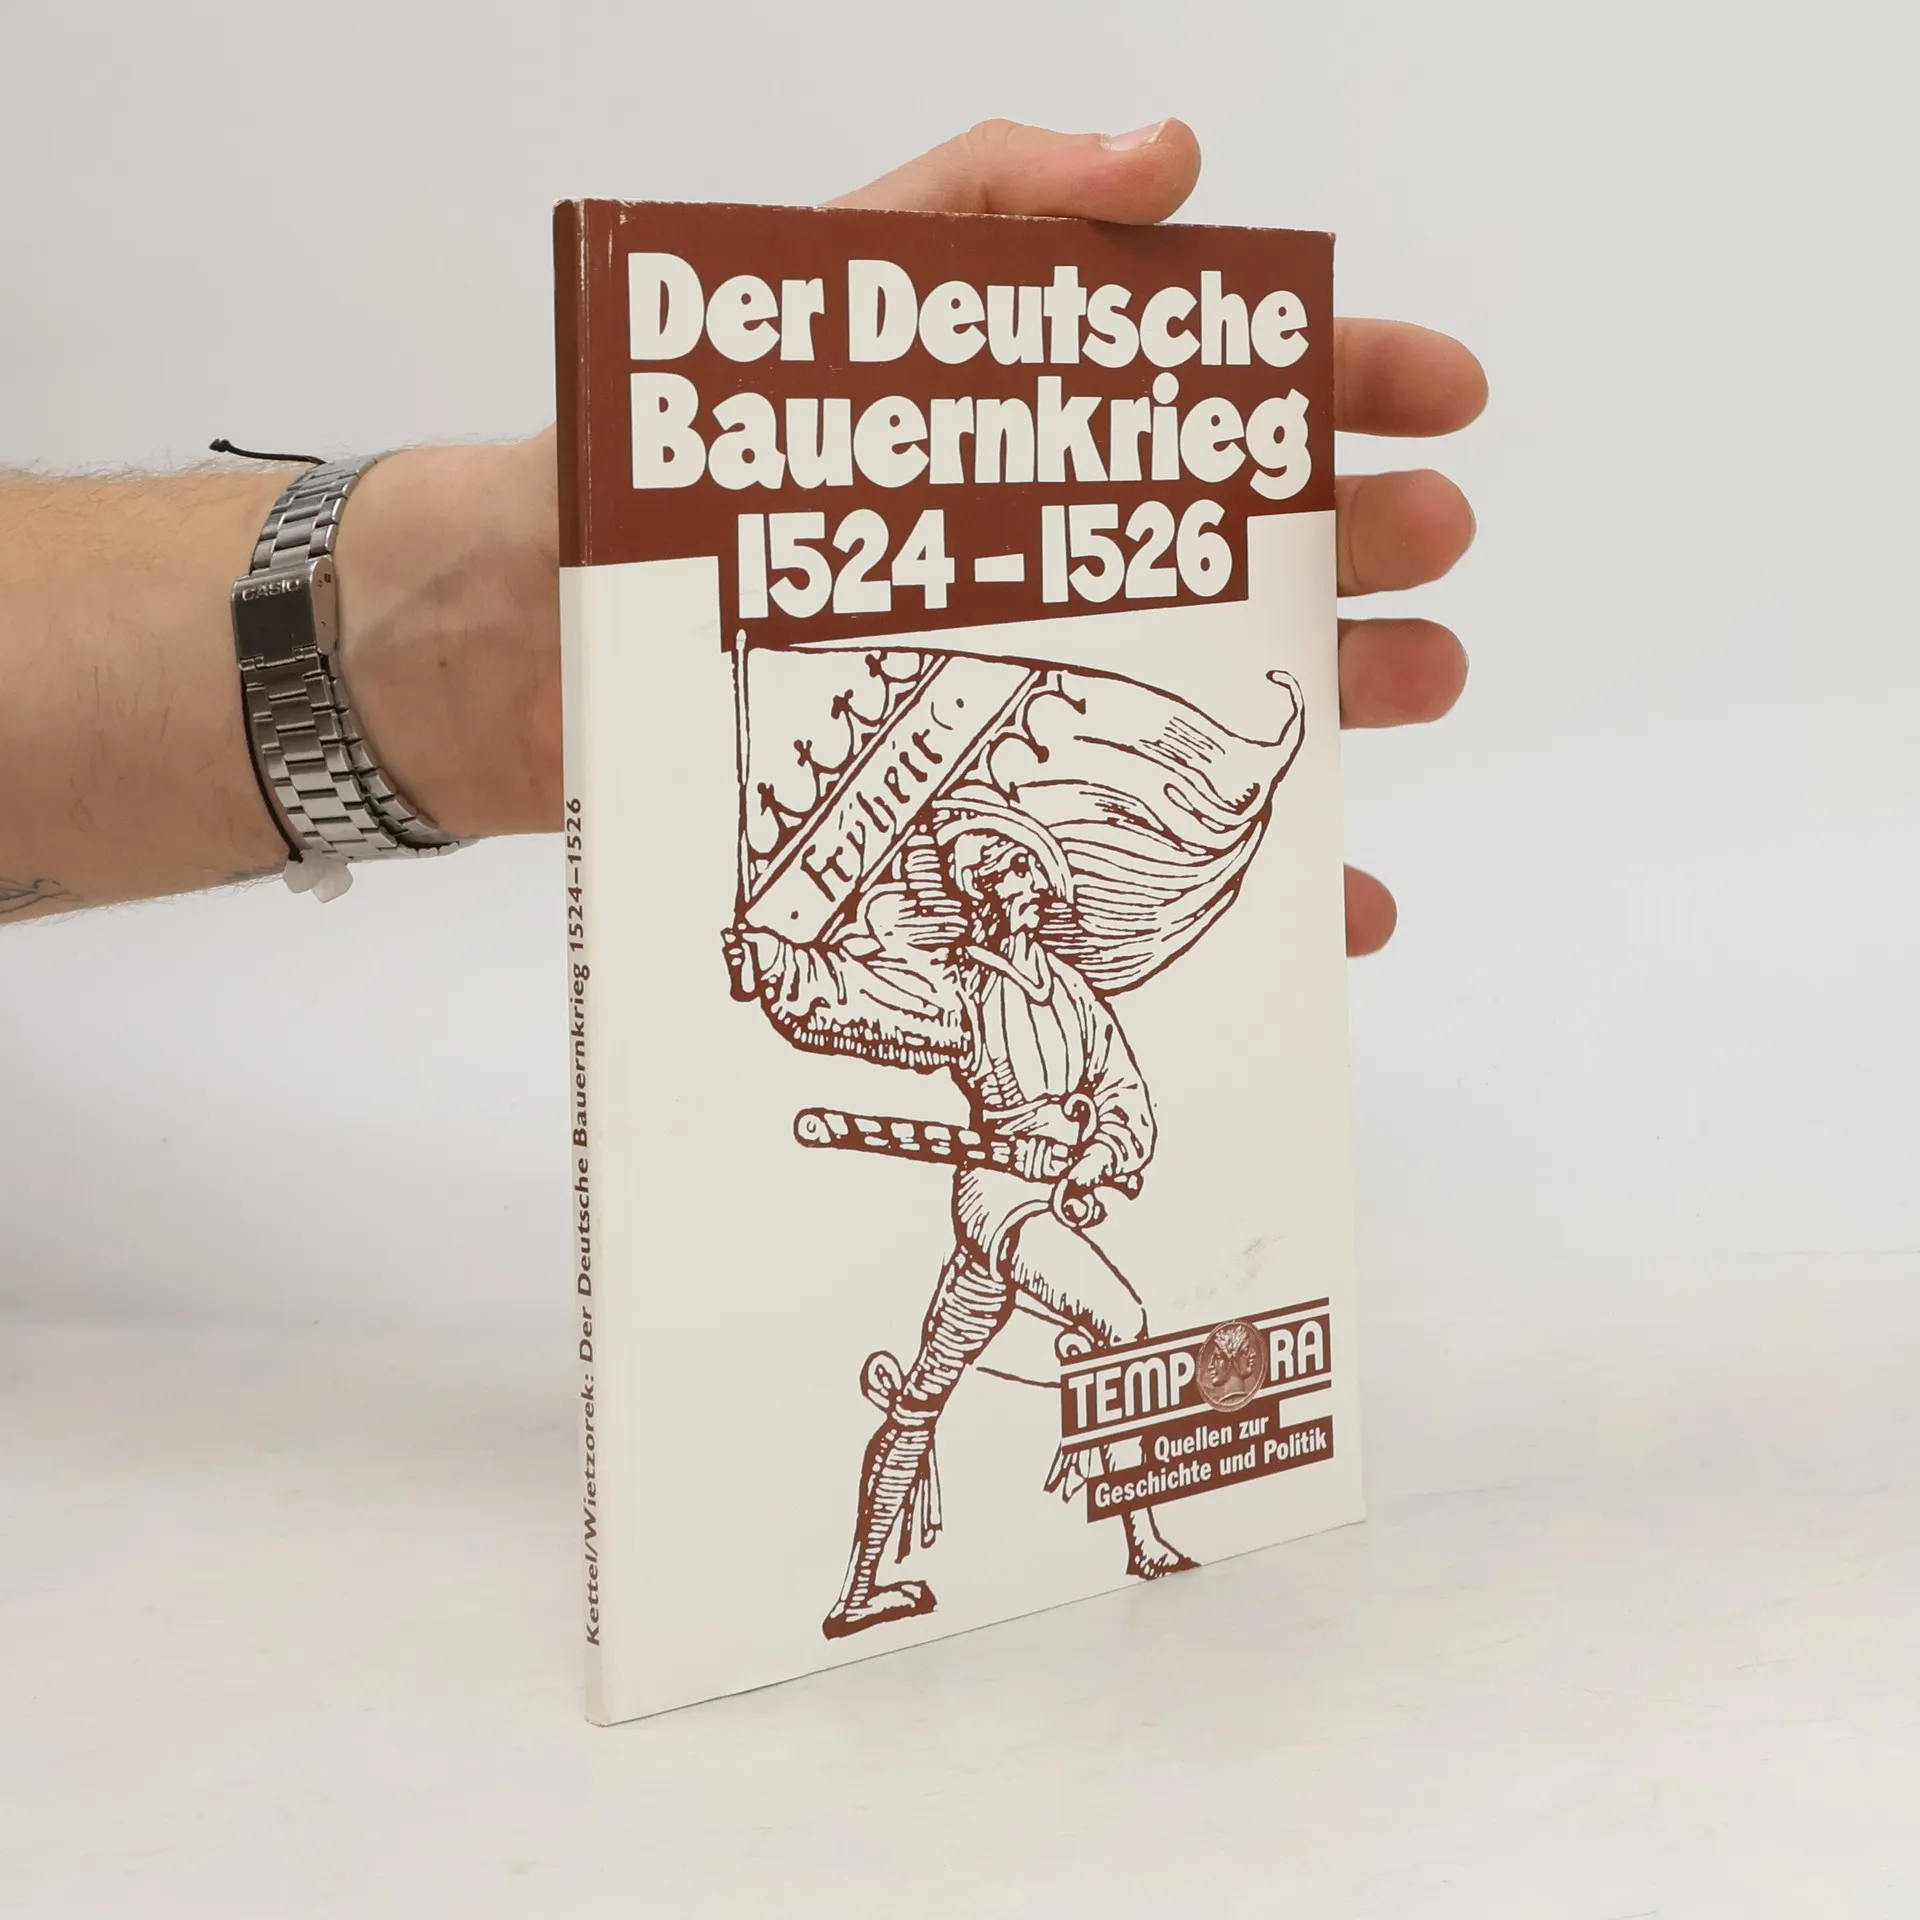 Der Deutsche
Bauernkrieg
1524–1526
fryheit
TEMPORA
Quellen zur
Geschichte und Politik
Kettel/Wietzorek: Der Deutsche Bauernkrieg 1524–1526
CASIO